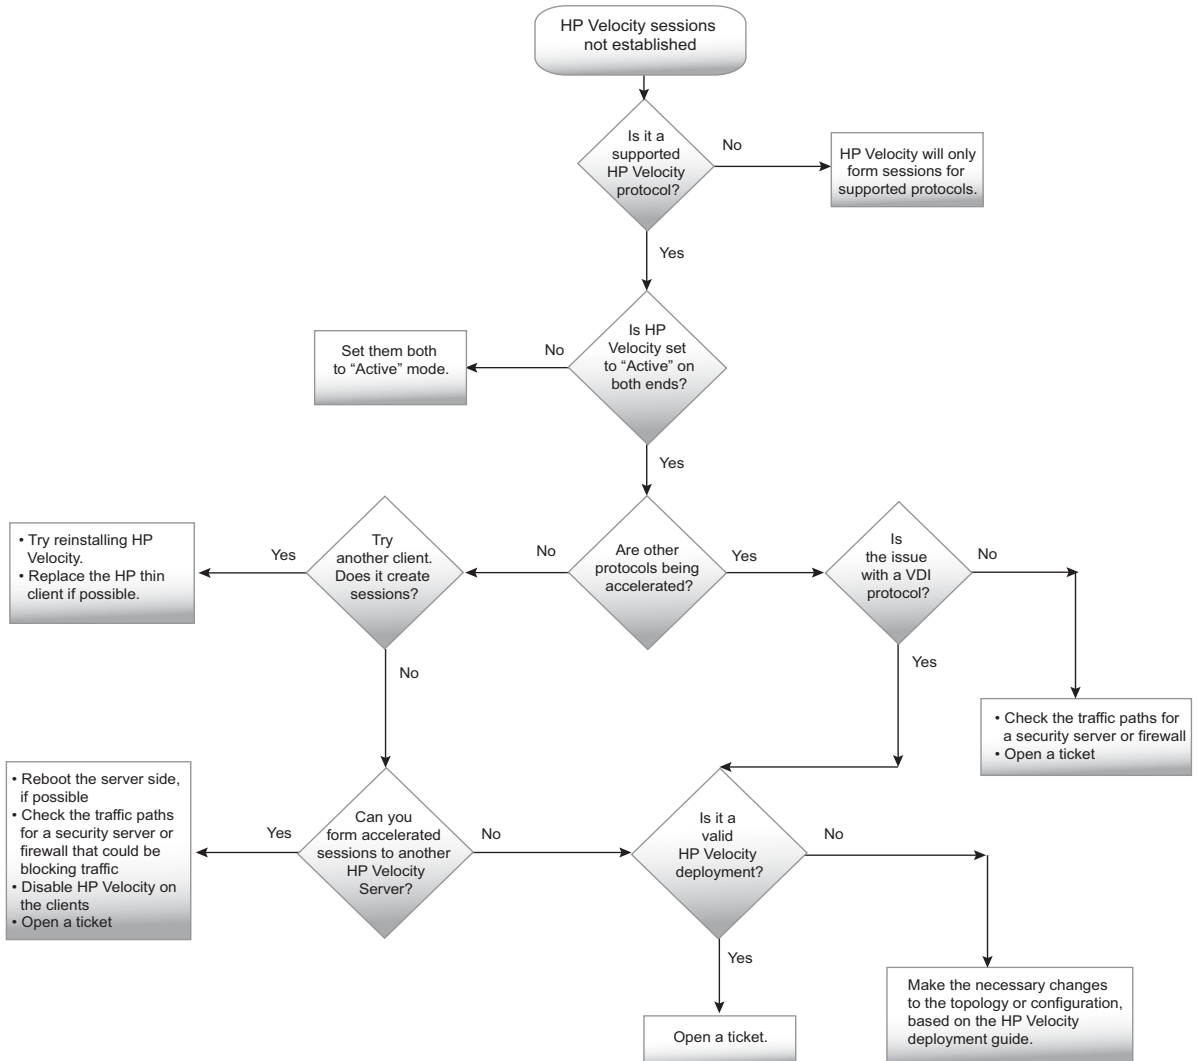 HP Velocity sessions
not established
Is it a
supported
HP Velocity
protocol?
No
HP Velocity will only
form sessions for
supported protocols.
Yes
Is HP
Velocity set
to “Active” on
both ends?
No
Set them both
to “Active” mode.
Yes
Are other
protocols being
accelerated?
No
Try
another client.
Does it create
sessions?
Yes
• Try reinstalling HP
Velocity.
• Replace the HP thin
client if possible.
Yes
Is
the issue
with a VDI
protocol?
No
• Check the traffic paths for
a security server or firewall
• Open a ticket
Yes
No
Can you
form accelerated
sessions to another
HP Velocity
Server?
Yes
• Reboot the server side,
if possible
• Check the traffic paths
for a security server or
firewall that could be
blocking traffic
• Disable HP Velocity on
the clients
• Open a ticket
No
Is it a
valid
HP Velocity
deployment?
No
Make the necessary changes
to the topology or configuration,
based on the HP Velocity
deployment guide.
Yes
Open a ticket.